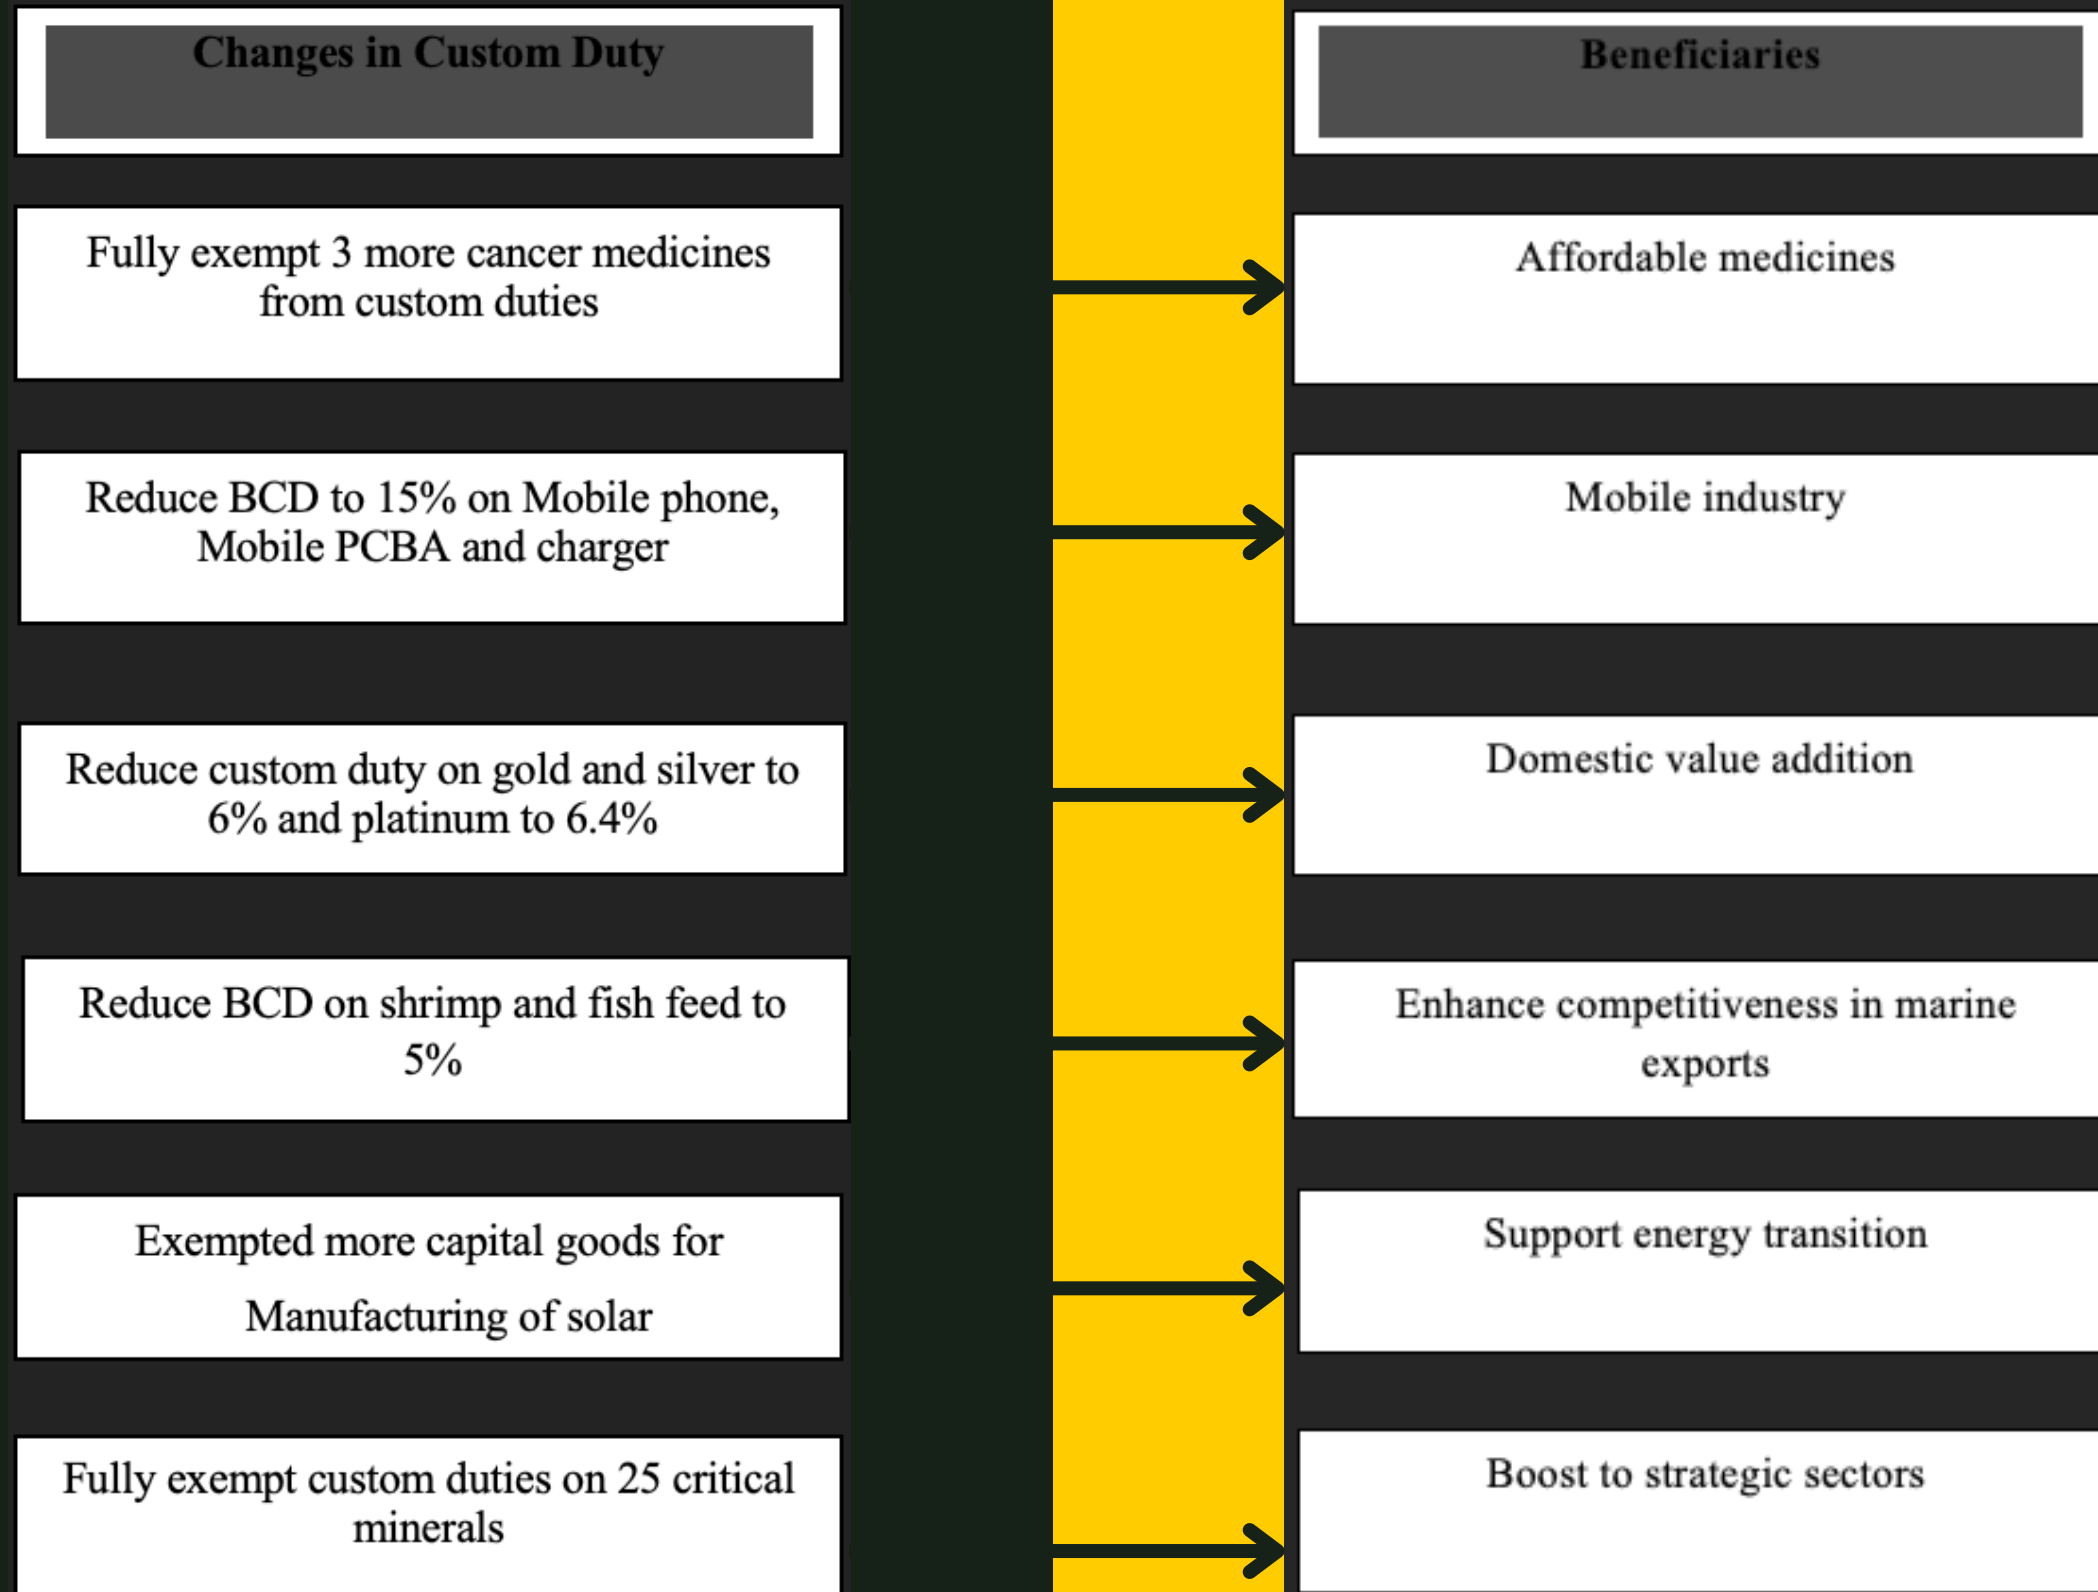 Changes in Custom Duty
Beneficiaries
Fully exempt 3 more cancer medicines
from custom duties
Affordable medicines
Reduce BCD to 15% on Mobile phone,
Mobile PCBA and charger
Mobile industry
Reduce custom duty on gold and silver to
6% and platinum to 6.4%
Domestic value addition
Reduce BCD on shrimp and fish feed to
5%
Enhance competitiveness in marine
exports
Exempted more capital goods for
Manufacturing of solar
Support energy transition
Fully exempt custom duties on 25 critical
minerals
Boost to strategic sectors